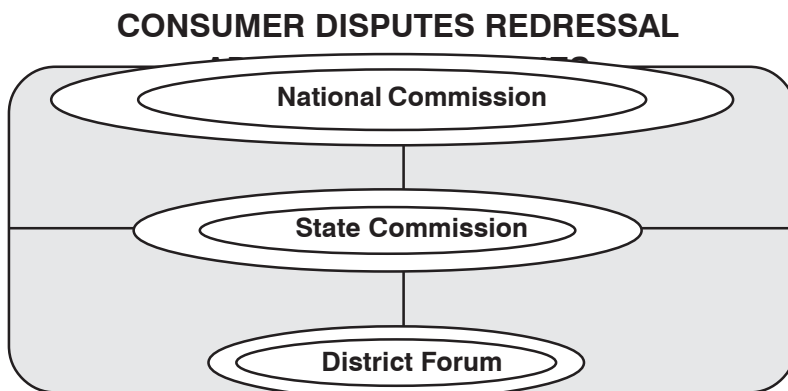 CONSUMER DISPUTES REDRESSAL
National Commission
State Commission
District Forum